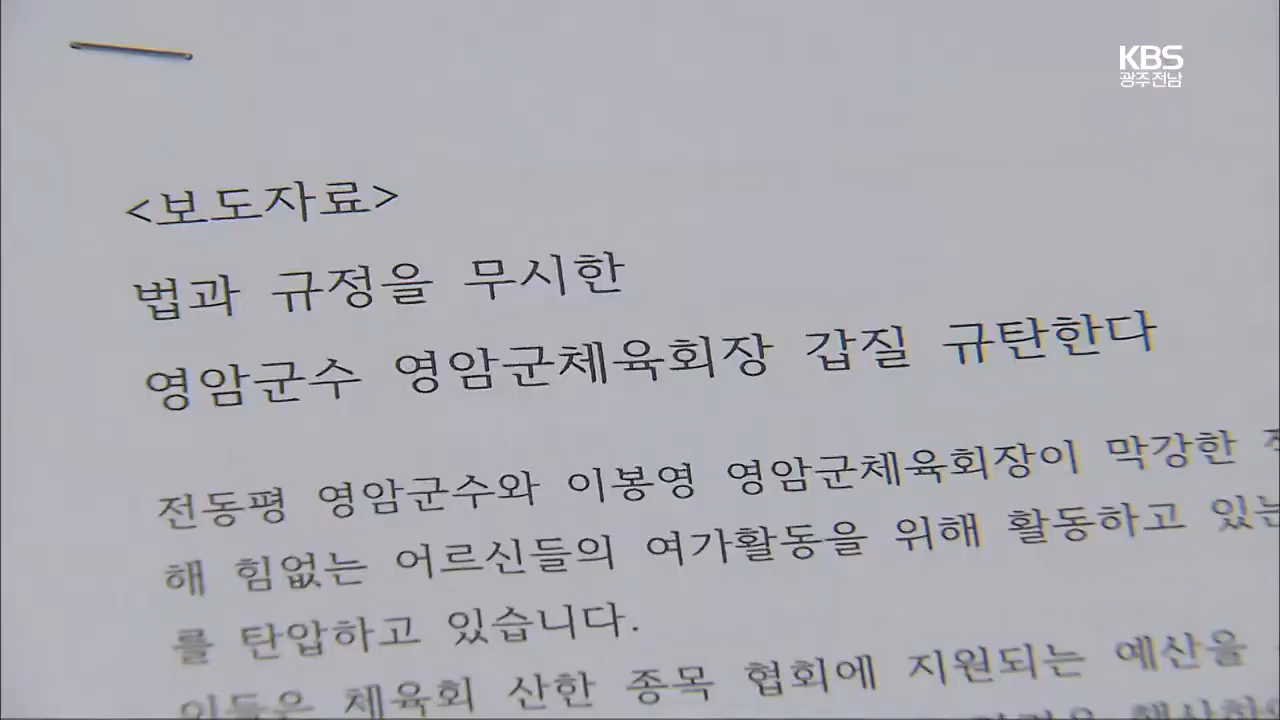 KBS
광주전남
<보도자료>
법과 규정을 무시한
영암군수 영암군체육회장 갑질 규탄한다
전동평 영암군수와 이봉영 영암군체육회장이 막강한
해 힘없는 어르신들의 여가활동을 위해 활동하고 있는
를 탄압하고 있습니다.
이들은 체육회 산한 종목 협회에 지원되는 예산을